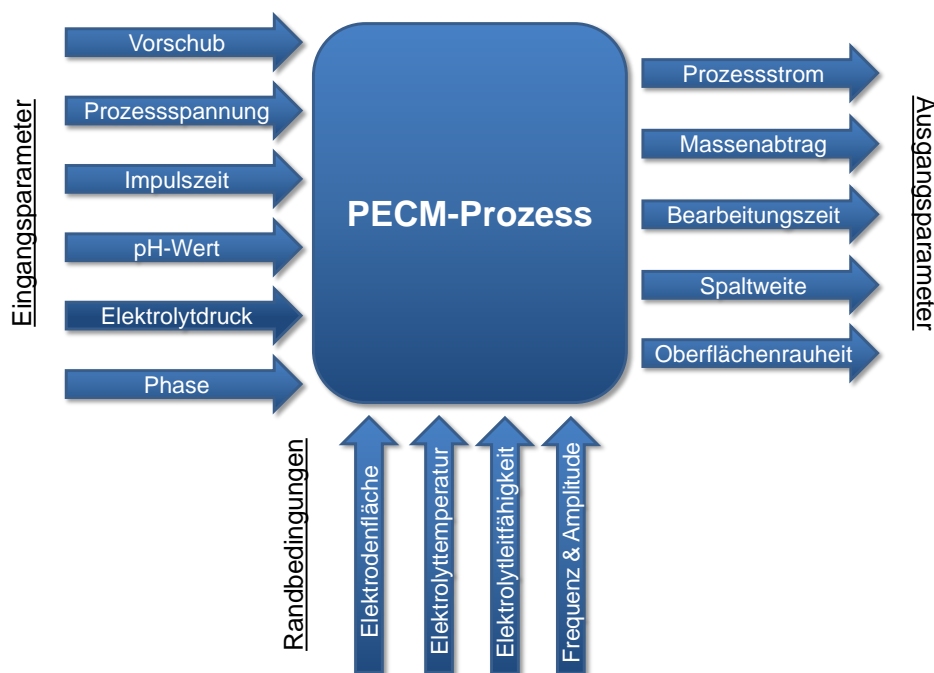 Eingangsparameter
Vorschub
Prozessspannung
Impulszeit
pH-Wert
Elektrolytdruck
Phase
PECM-Prozess
Prozessstrom
Massenabtrag
Bearbeitungszeit
Spaltweite
Oberflächenrauheit
Ausgangsparameter
Randbedingungen
Elektrodenfläche
Elektrolyttemperatur
Elektrolytleitfähigkeit
Frequenz & Amplitude